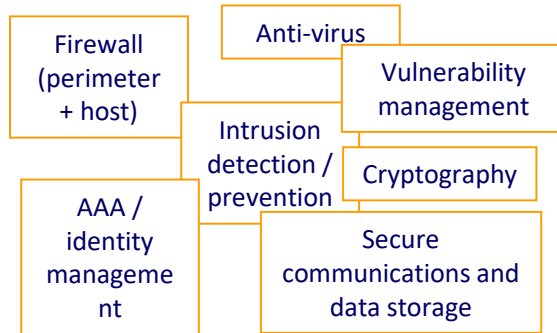 Firewall
(perimeter
+ host)
Anti-virus
Vulnerability
management
Intrusion
detection /
prevention
Cryptography
AAA /
identity
manageme
nt
Secure
communications and
data storage